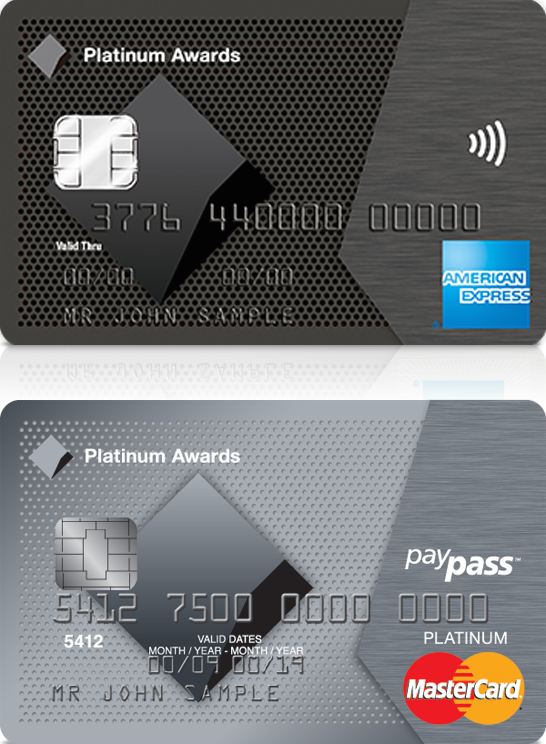 Platinum Awards
3776 440000 00000
Valid Thru
00/00 00/00
MR JOHN SAMPLE
AMERICAN
EXPRESS
Platinum Awards
paypass™
5412 7500 0000 0000
5412
VALID DATES
MONTH / YEAR - MONTH / YEAR
00/09 00/19
PLATINUM
MR JOHN SAMPLE
MasterCard